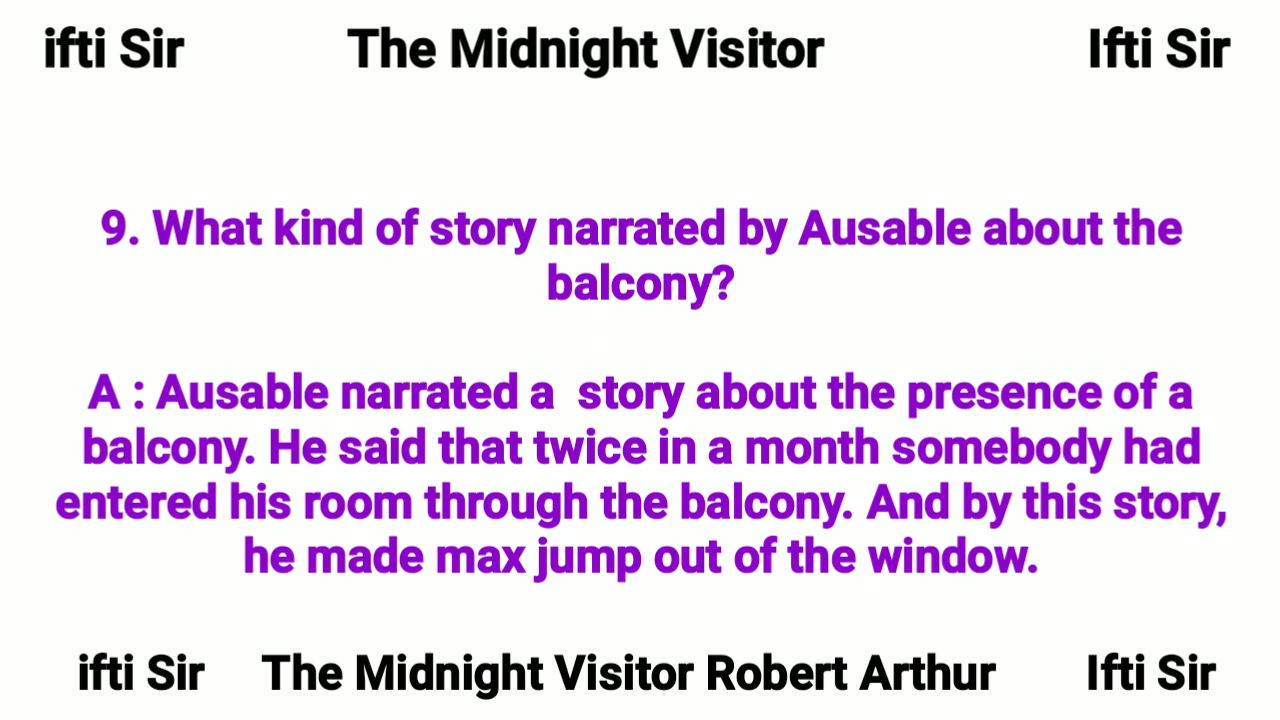 ifti Sir The Midnight Visitor Ifti Sir
9. What kind of story narrated by Ausable about the
balcony?
A : Ausable narrated a  story about the presence of a
balcony. He said that twice in a month somebody had
entered his room through the balcony. And by this story,
he made max jump out of the window.
ifti Sir The Midnight Visitor Robert Arthur Ifti Sir